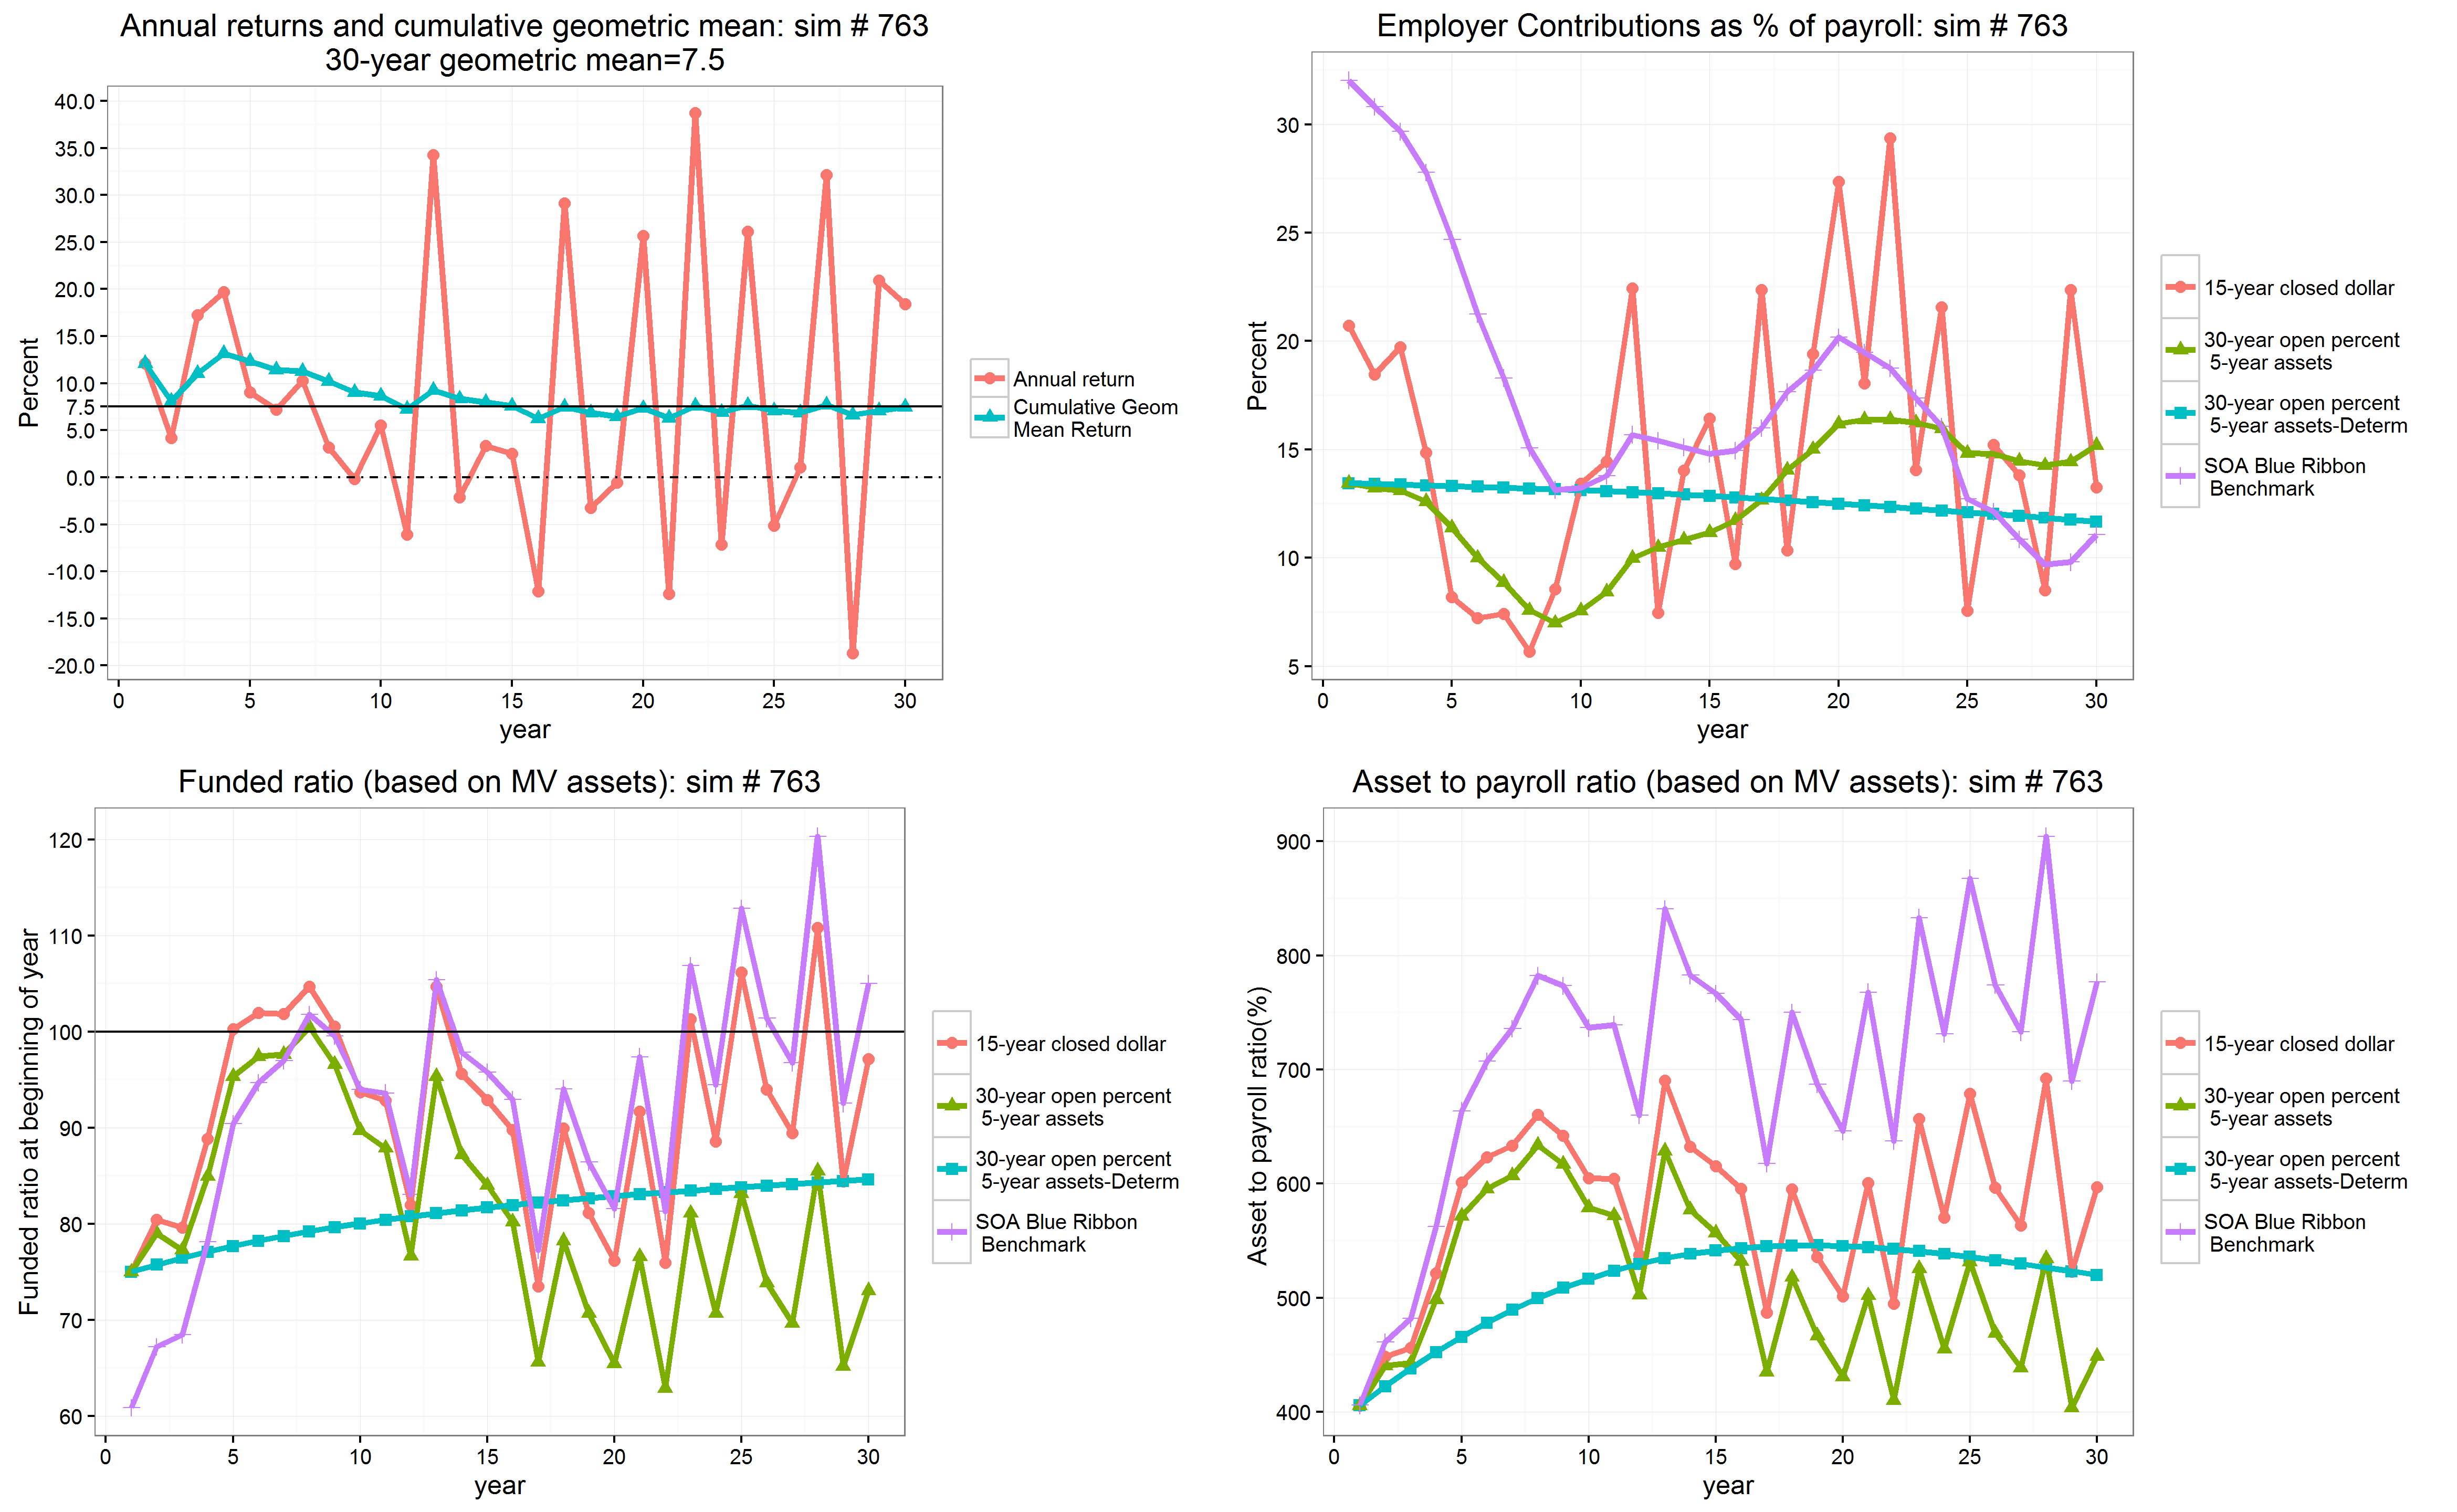 Annual returns and cumulative geometric mean: sim # 763
30-year geometric mean=7.5
Percent
40.0
35.0
30.0
25.0
20.0
15.0
10.0
7.5
5.0
0.0
-5.0
-10.0
-15.0
-20.0
0 5 10 15 20 25 30
year
Annual return
Cumulative Geom
Mean Return
Employer Contributions as % of payroll: sim # 763
Percent
30
25
20
15
10
5
0 5 10 15 20 25 30
year
15-year closed dollar
30-year open percent
5-year assets
30-year open percent
5-year assets-Determ
SOA Blue Ribbon
Benchmark
Funded ratio (based on MV assets): sim # 763
Funded ratio at beginning of year
120
110
100
90
80
70
60
0 5 10 15 20 25 30
year
15-year closed dollar
30-year open percent
5-year assets
30-year open percent
5-year assets-Determ
SOA Blue Ribbon
Benchmark
Asset to payroll ratio (based on MV assets): sim # 763
Asset to payroll ratio(%)
900
800
700
600
500
400
0 5 10 15 20 25 30
year
15-year closed dollar
30-year open percent
5-year assets
30-year open percent
5-year assets-Determ
SOA Blue Ribbon
Benchmark